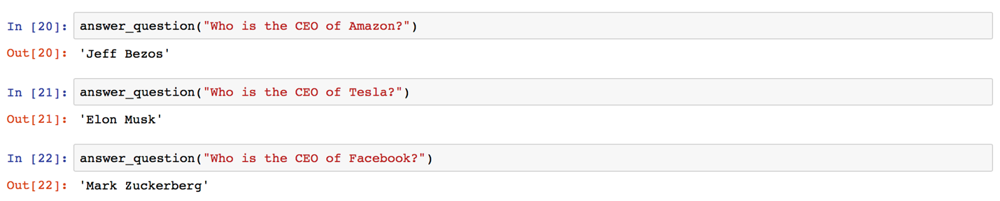 In [20]: answer_question("Who is the CEO of Amazon?")
Out[20]: 'Jeff Bezos'
In [21]: answer_question("Who is the CEO of Tesla?")
Out[21]: 'Elon Musk'
In [22]: answer_question("Who is the CEO of Facebook?")
Out[22]: 'Mark Zuckerberg'